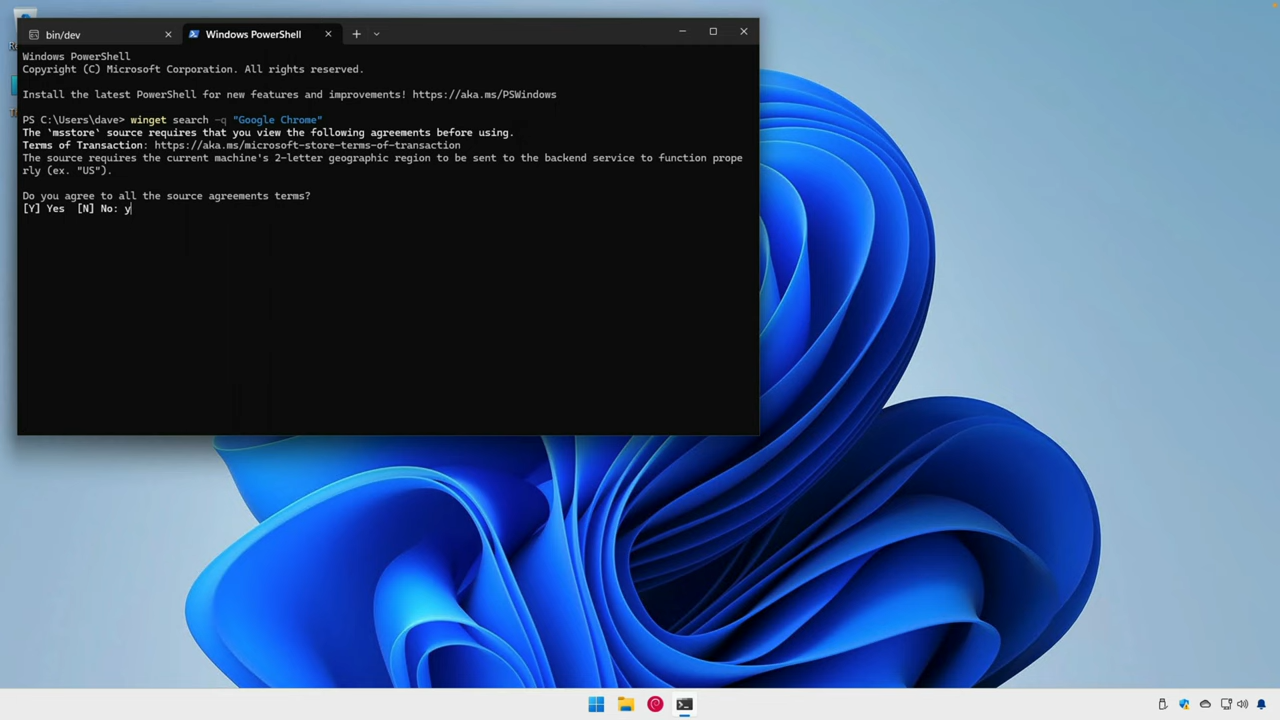 bin/dev
Windows PowerShell
Windows PowerShell
Copyright (C) Microsoft Corporation. All rights reserved.
Install the latest PowerShell for new features and improvements! https://aka.ms/PSWindows
PS C:\Users\dave> winget search -q "Google Chrome"
The `msstore` source requires that you view the following agreements before using.
Terms of Transaction: https://aka.ms/microsoft-store-terms-of-transaction
The source requires the current machine's 2-letter geographic region to be sent to the backend service to function prope
rly (ex. "US").
Do you agree to all the source agreements terms?
[Y] Yes  [N] No: y